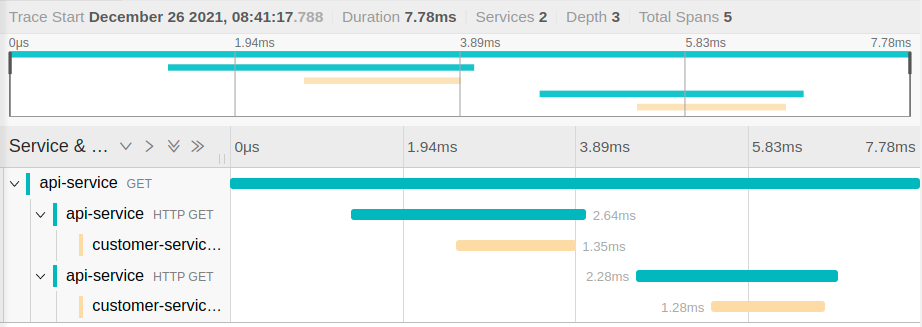 Trace Start December 26 2021, 08:41:17.788 Duration 7.78ms Services 2 Depth 3 Total Spans 5
0μs 1.94ms 3.89ms 5.83ms 7.78ms
Service & ... 0μs 1.94ms 3.89ms 5.83ms 7.78ms
api-service GET
api-service HTTP GET 2.64ms
customer-servic... 1.35ms
api-service HTTP GET 2.28ms
customer-servic... 1.28ms